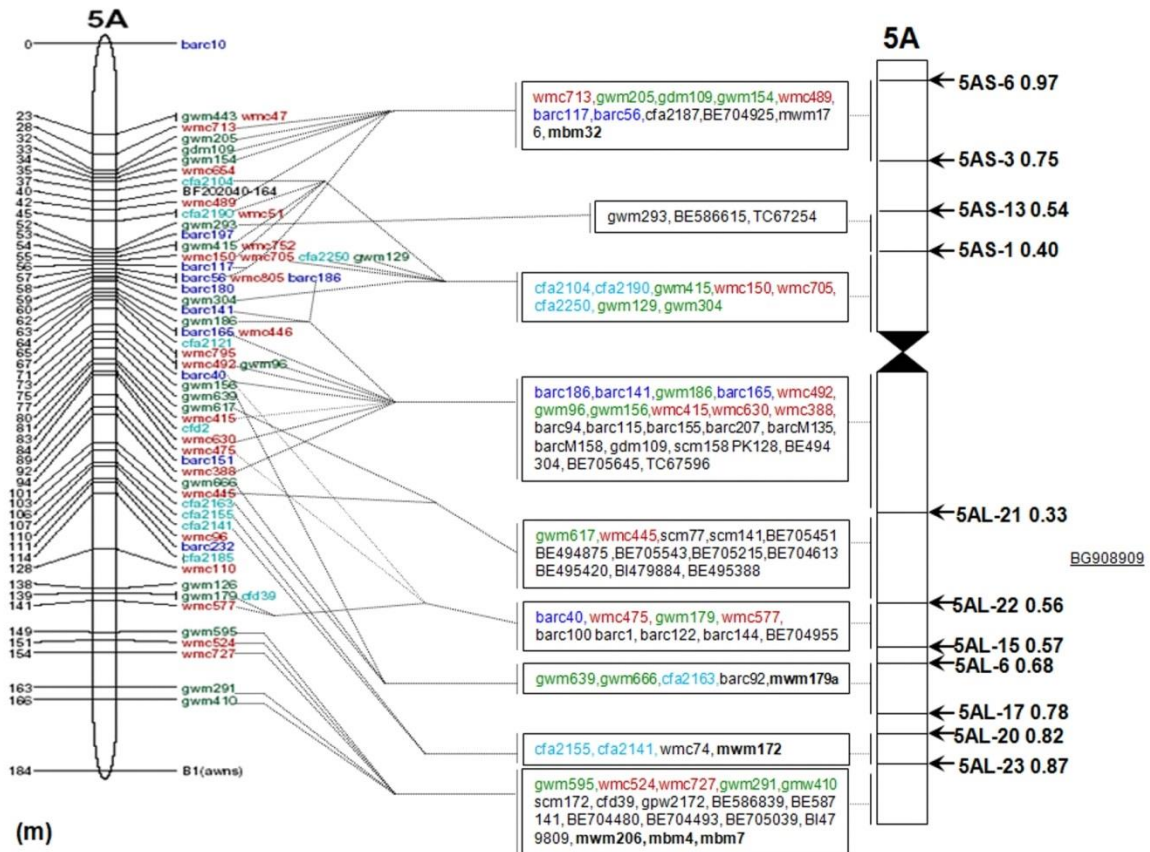 5A
0 barc10
23 gwm443 wmc47
28 wmc713
32 gwm205
33 gdm109
34 gwm154
35 wmc654
37 cfa2104
40 BF202040-164
42 wmc489
45 cfa2190 wmc51
52 gwm293
53 barc197
54 gwm415 wmc752
55 wmc150 wmc705 cfa2250 gwm129
56 barc117
57 barc56 wmc805 barc186
58 barc180
59 gwm304
60 barc141
62 gwm186
63 barc165 wmc446
64 cfa2121
65 wmc795
67 wmc492 gwm96
71 barc40
73 gwm156
75 gwm639
77 gwm617
80 wmc415
81 cfd2
83 wmc630
84 wmc475
89 barc151
92 wmc388
94 gwm666
101 wmc445
103 cfa2163
106 cfa2155
107 cfa2141
110 wmc96
111 barc232
114 cfa2185
128 wmc110
138 gwm126
139 gwm179 cfd39
141 wmc577
149 gwm595
151 wmc524
154 wmc727
163 gwm291
166 gwm410
184 B1(awns)
(m)
wmc713,gwm205,gdm109,gwm154,wmc489,
barc117,barc56,cfa2187,BE704925,mwm17
6, mbm32
gwm293, BE586615, TC67254
cfa2104,cfa2190,gwm415,wmc150, wmc705,
cfa2250, gwm129, gwm304
barc186,barc141,gwm186,barc165,wmc492,
gwm96,gwm156,wmc415,wmc630, wmc388,
barc94,barc115,barc155,barc207,barcM135,
barcM158, gdm109, scm158 PK128, BE494
304, BE705645, TC67596
gwm617,wmc445,scm77,scm141,BE705451
BE494875,BE705543,BE705215,BE704613
BE495420, BI479884, BE495388
barc40, wmc475, gwm179, wmc577,
barc100 barc1, barc122, barc144, BE704955
gwm639,gwm666,cfa2163,barc92,mwm179a
cfa2155, cfa2141, wmc74, mwm172
gwm595,wmc524,wmc727,gwm291,gmw410
scm172, cfd39, gpw2172, BE586839, BE587
141, BE704480, BE704493, BE705039, BI47
9809, mwm206, mbm4, mbm7
5A
5AS-6 0.97
5AS-3 0.75
5AS-13 0.54
5AS-1 0.40
5AL-21 0.33
BG908909
5AL-22 0.56
5AL-15 0.57
5AL-6 0.68
5AL-17 0.78
5AL-20 0.82
5AL-23 0.87